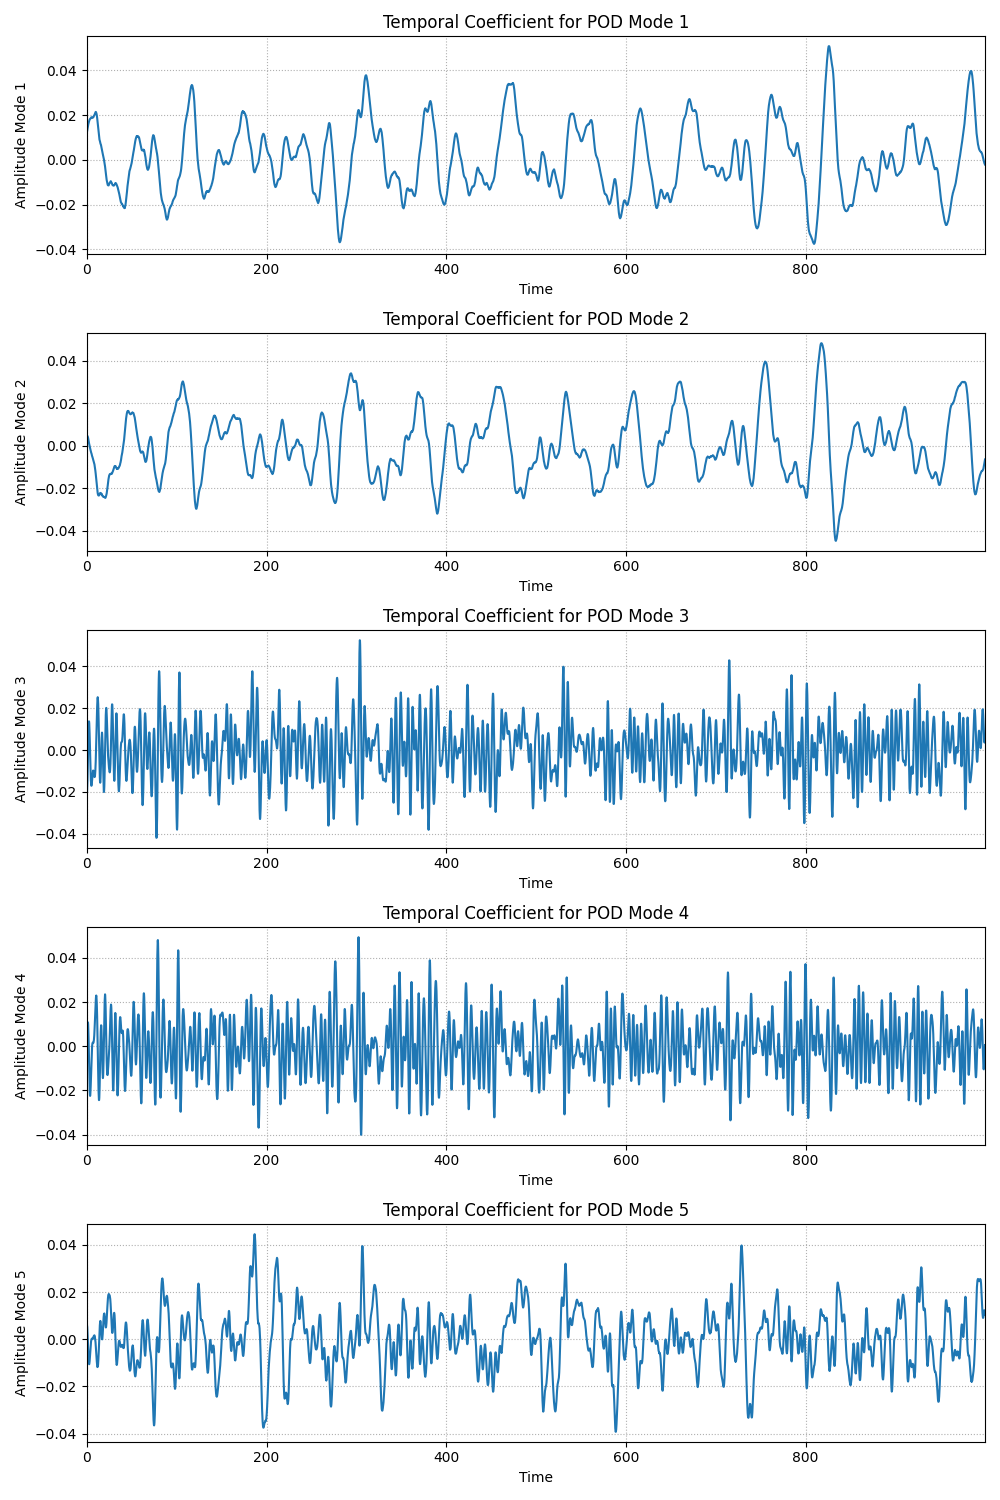 Temporal Coefficient for POD Mode 1
Amplitude Mode 1
0.04
0.02
0.00
−0.02
−0.04
0 200 400 600 800
Time
Temporal Coefficient for POD Mode 2
Amplitude Mode 2
0.04
0.02
0.00
−0.02
−0.04
0 200 400 600 800
Time
Temporal Coefficient for POD Mode 3
Amplitude Mode 3
0.04
0.02
0.00
−0.02
−0.04
0 200 400 600 800
Time
Temporal Coefficient for POD Mode 4
Amplitude Mode 4
0.04
0.02
0.00
−0.02
−0.04
0 200 400 600 800
Time
Temporal Coefficient for POD Mode 5
Amplitude Mode 5
0.04
0.02
0.00
−0.02
−0.04
0 200 400 600 800
Time